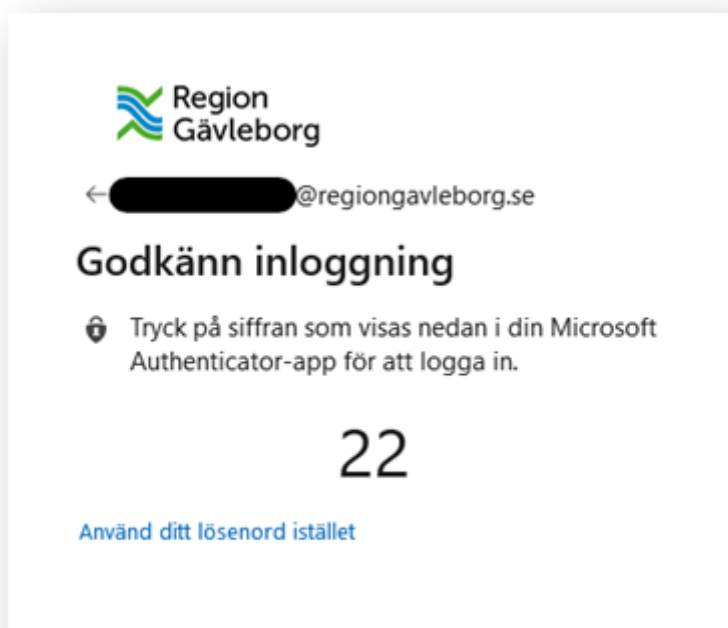 Region
Gävleborg
@regiongavleborg.se
Godkänn inloggning
Tryck på siffran som visas nedan i din Microsoft
Authenticator-app för att logga in.
22
Använd ditt lösenord istället